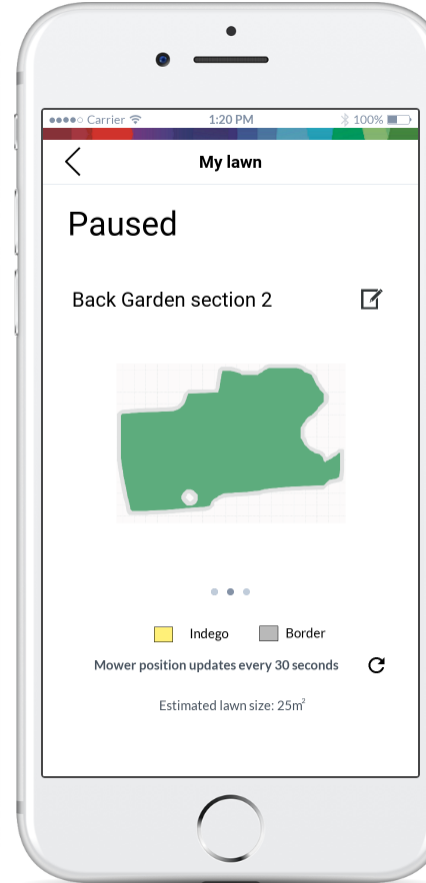 Carrier 1:20 PM 100%
My lawn
Paused
Back Garden section 2
Indego Border
Mower position updates every 30 seconds
Estimated lawn size: 25m²